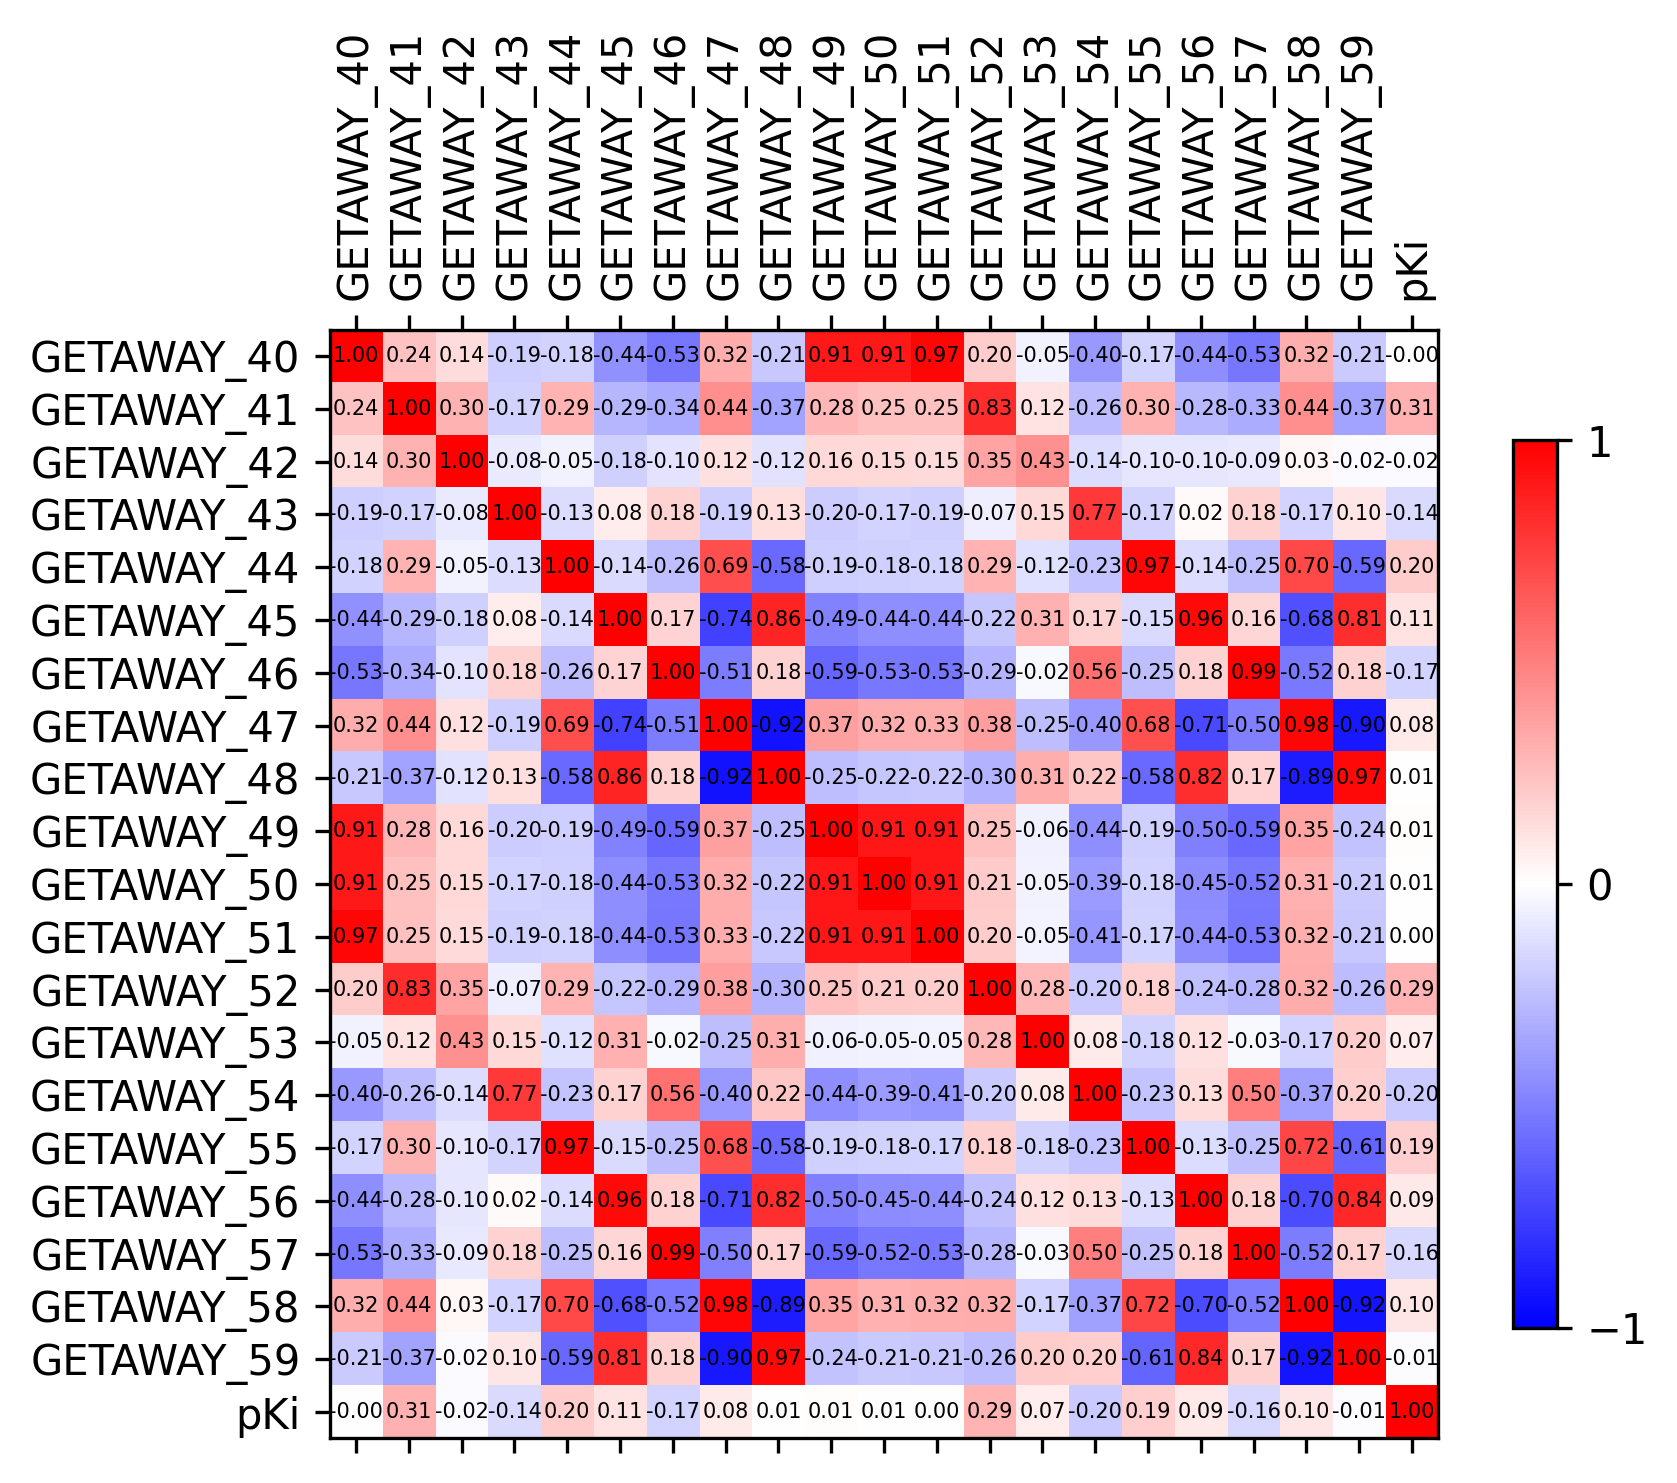 GETAWAY_40 GETAWAY_41 GETAWAY_42 GETAWAY_43 GETAWAY_44 GETAWAY_45 GETAWAY_46 GETAWAY_47 GETAWAY_48 GETAWAY_49 GETAWAY_50 GETAWAY_51 GETAWAY_52 GETAWAY_53 GETAWAY_54 GETAWAY_55 GETAWAY_56 GETAWAY_57 GETAWAY_58 GETAWAY_59 pKi
GETAWAY_40 1.00 0.24 0.14 -0.19 -0.18 -0.44 -0.53 0.32 -0.21 0.91 0.91 0.97 0.20 -0.05 -0.40 -0.17 -0.44 -0.53 0.32 -0.21 -0.00
GETAWAY_41 0.24 1.00 0.30 -0.17 0.29 -0.29 -0.34 0.44 -0.37 0.28 0.25 0.25 0.83 0.12 -0.26 0.30 -0.28 -0.33 0.44 -0.37 0.31
GETAWAY_42 0.14 0.30 1.00 -0.08 -0.05 -0.18 -0.10 0.12 -0.12 0.16 0.15 0.15 0.35 0.43 -0.14 -0.10 -0.10 -0.09 0.03 -0.02 -0.02
GETAWAY_43 -0.19 -0.17 -0.08 1.00 -0.13 0.08 0.18 -0.19 0.13 -0.20 -0.17 -0.19 -0.07 0.15 0.77 -0.17 0.02 0.18 -0.17 0.10 -0.14
GETAWAY_44 -0.18 0.29 -0.05 -0.13 1.00 -0.14 -0.26 0.69 -0.58 -0.19 -0.18 -0.18 0.29 -0.12 -0.23 0.97 -0.14 -0.25 0.70 -0.59 0.20
GETAWAY_45 -0.44 -0.29 -0.18 0.08 -0.14 1.00 0.17 -0.74 0.86 -0.49 -0.44 -0.44 -0.22 0.31 0.17 -0.15 0.96 0.16 -0.68 0.81 0.11
GETAWAY_46 -0.53 -0.34 -0.10 0.18 -0.26 0.17 1.00 -0.51 0.18 -0.59 -0.53 -0.53 -0.29 -0.02 0.56 -0.25 0.18 0.99 -0.52 0.18 -0.17
GETAWAY_47 0.32 0.44 0.12 -0.19 0.69 -0.74 -0.51 1.00 -0.92 0.37 0.32 0.33 0.38 -0.25 -0.40 0.68 -0.71 -0.50 0.98 -0.90 0.08
GETAWAY_48 -0.21 -0.37 -0.12 0.13 -0.58 0.86 0.18 -0.92 1.00 -0.25 -0.22 -0.22 -0.30 0.31 0.22 -0.58 0.82 0.17 -0.89 0.97 0.01
GETAWAY_49 0.91 0.28 0.16 -0.20 -0.19 -0.49 -0.59 0.37 -0.25 1.00 0.91 0.91 0.25 -0.06 -0.44 -0.19 -0.50 -0.59 0.35 -0.24 0.01
GETAWAY_50 0.91 0.25 0.15 -0.17 -0.18 -0.44 -0.53 0.32 -0.22 0.91 1.00 0.91 0.21 -0.05 -0.39 -0.18 -0.45 -0.52 0.31 -0.21 0.01
GETAWAY_51 0.97 0.25 0.15 -0.19 -0.18 -0.44 -0.53 0.33 -0.22 0.91 0.91 1.00 0.20 -0.05 -0.41 -0.17 -0.44 -0.53 0.32 -0.21 0.00
GETAWAY_52 0.20 0.83 0.35 -0.07 0.29 -0.22 -0.29 0.38 -0.30 0.25 0.21 0.20 1.00 0.28 -0.20 0.18 -0.24 -0.28 0.32 -0.26 0.29
GETAWAY_53 -0.05 0.12 0.43 0.15 -0.12 0.31 -0.02 -0.25 0.31 -0.06 -0.05 -0.05 0.28 1.00 0.08 -0.18 0.12 -0.03 -0.17 0.20 0.07
GETAWAY_54 -0.40 -0.26 -0.14 0.77 -0.23 0.17 0.56 -0.40 0.22 -0.44 -0.39 -0.41 -0.20 0.08 1.00 -0.23 0.13 0.50 -0.37 0.20 -0.20
GETAWAY_55 -0.17 0.30 -0.10 -0.17 0.97 -0.15 -0.25 0.68 -0.58 -0.19 -0.18 -0.17 0.18 -0.18 -0.23 1.00 -0.13 -0.25 0.72 -0.61 0.19
GETAWAY_56 -0.44 -0.28 -0.10 0.02 -0.14 0.96 0.18 -0.71 0.82 -0.50 -0.45 -0.44 -0.24 0.12 0.13 -0.13 1.00 0.18 -0.70 0.84 0.09
GETAWAY_57 -0.53 -0.33 -0.09 0.18 -0.25 0.16 0.99 -0.50 0.17 -0.59 -0.52 -0.53 -0.28 -0.03 0.50 -0.25 0.18 1.00 -0.52 0.17 -0.16
GETAWAY_58 0.32 0.44 0.03 -0.17 0.70 -0.68 -0.52 0.98 -0.89 0.35 0.31 0.32 0.32 -0.17 -0.37 0.72 -0.70 -0.52 1.00 -0.92 0.10
GETAWAY_59 -0.21 -0.37 -0.02 0.10 -0.59 0.81 0.18 -0.90 0.97 -0.24 -0.21 -0.21 -0.26 0.20 0.20 -0.61 0.84 0.17 -0.92 1.00 -0.01
pKi -0.00 0.31 -0.02 -0.14 0.20 0.11 -0.17 0.08 0.01 0.01 0.01 0.00 0.29 0.07 -0.20 0.19 0.09 -0.16 0.10 -0.01 1.00
1
0
−1